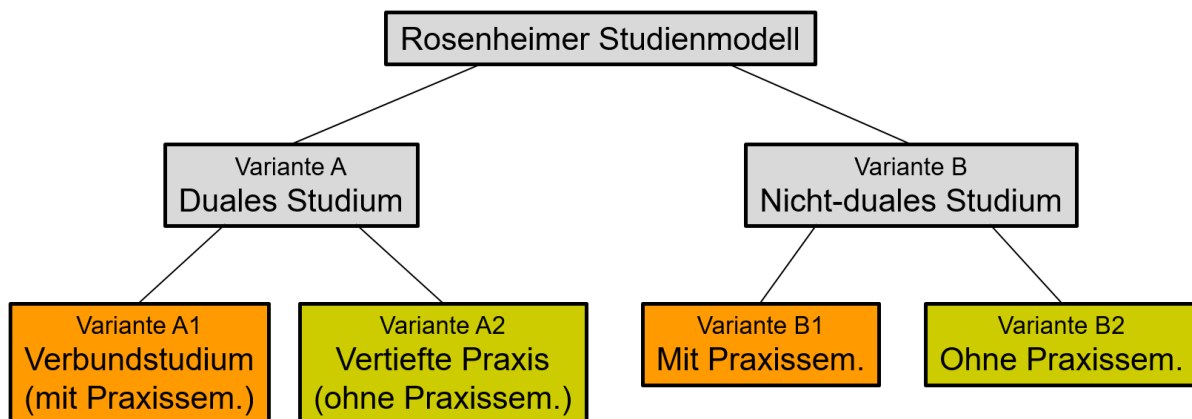 Rosenheimer Studienmodell
Variante A
Duales Studium
Variante B
Nicht-duales Studium
Variante A1
Verbundstudium
(mit Praxissem.)
Variante A2
Vertiefte Praxis
(ohne Praxissem.)
Variante B1
Mit Praxissem.
Variante B2
Ohne Praxissem.